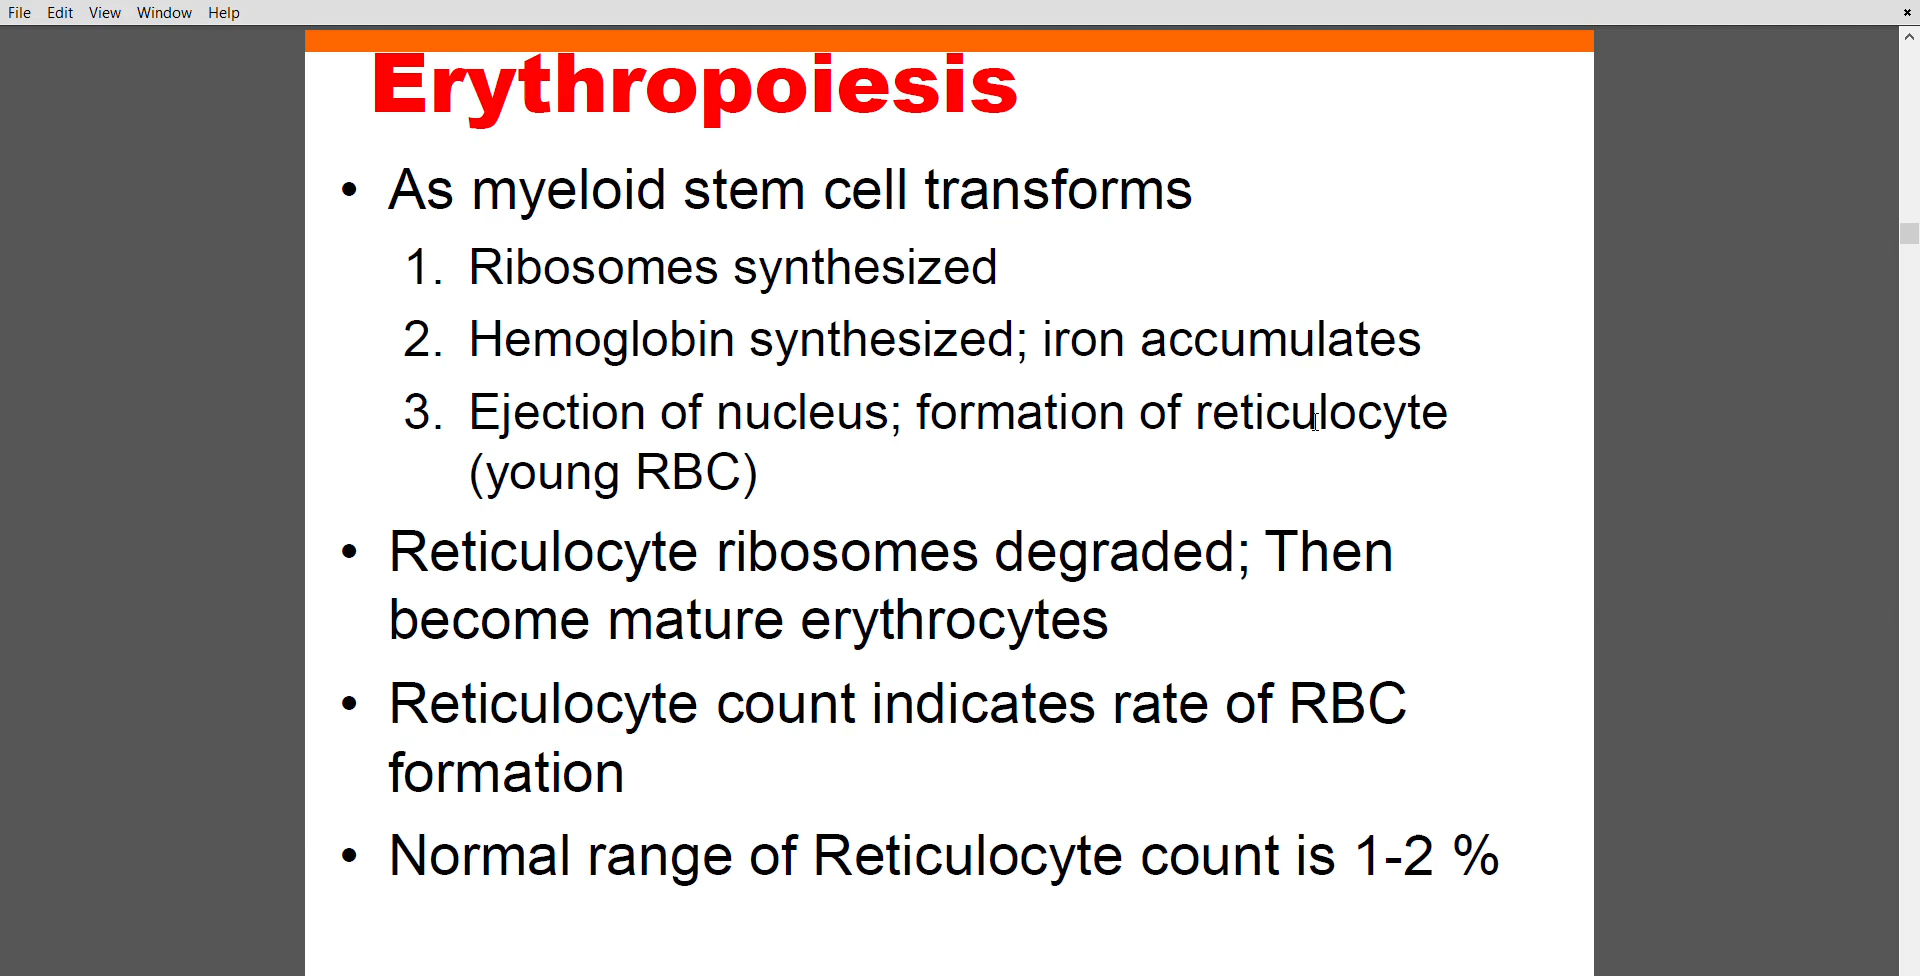 File Edit View Window Help
Erythropoiesis
• As myeloid stem cell transforms
1. Ribosomes synthesized
2. Hemoglobin synthesized; iron accumulates
3. Ejection of nucleus; formation of reticulocyte
(young RBC)
• Reticulocyte ribosomes degraded; Then
become mature erythrocytes
• Reticulocyte count indicates rate of RBC
formation
• Normal range of Reticulocyte count is 1-2 %